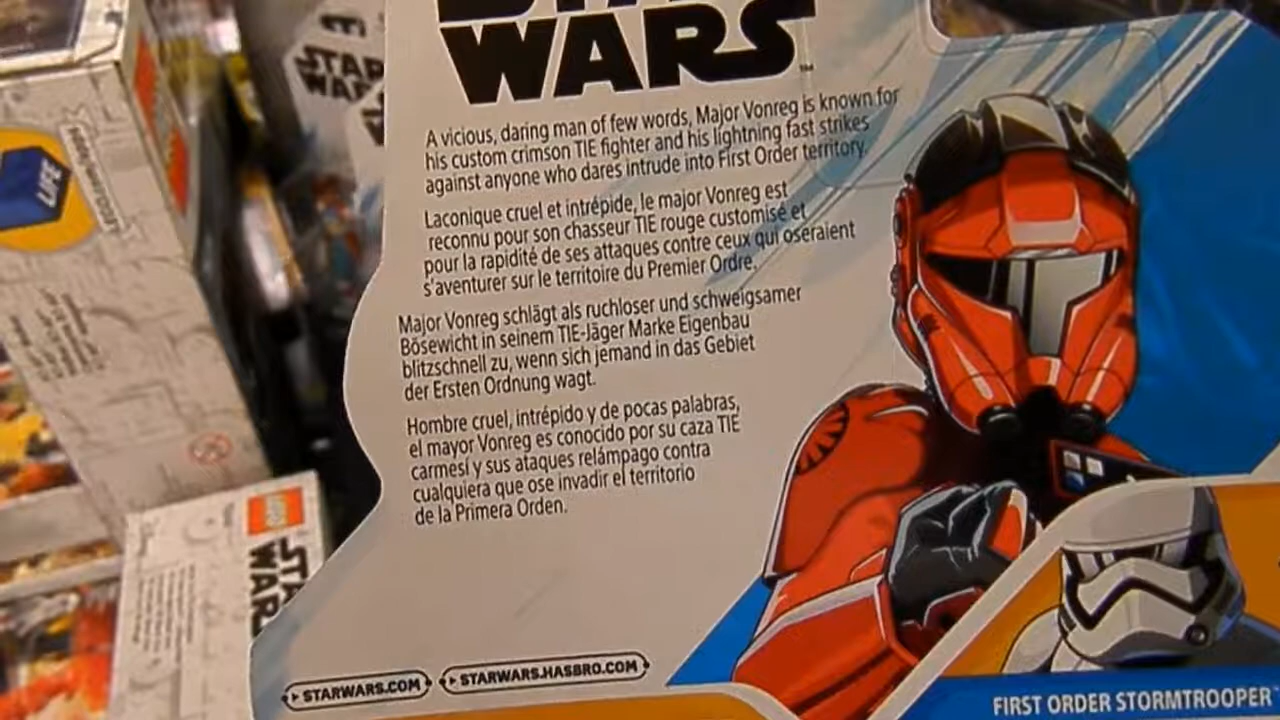 STAR
WARS™
A vicious, daring man of few words, Major Vonreg is known for
his custom crimson TIE fighter and his lightning fast strikes
against anyone who dares intrude into First Order territory.
Laconique cruel et intrépide, le major Vonreg est
reconnu pour son chasseur TIE rouge customisé et
pour la rapidité de ses attaques contre ceux qui oseraient
s'aventurer sur le territoire du Premier Ordre.
Major Vonreg schlägt als ruchloser und schweigsamer
Bösewicht in seinem TIE-Jäger Marke Eigenbau
blitzschnell zu, wenn sich jemand in das Gebiet
der Ersten Ordnung wagt.
Hombre cruel, intrépido y de pocas palabras,
el mayor Vonreg es conocido por su caza TIE
carmesí y sus ataques relámpago contra
cualquiera que ose invadir el territorio
de la Primera Orden.
STARWARS.COM
STARWARS.HASBRO.COM
FIRST ORDER STORMTROOPER
STAR
WARS
LIFE
LEGO
STAR
WARS